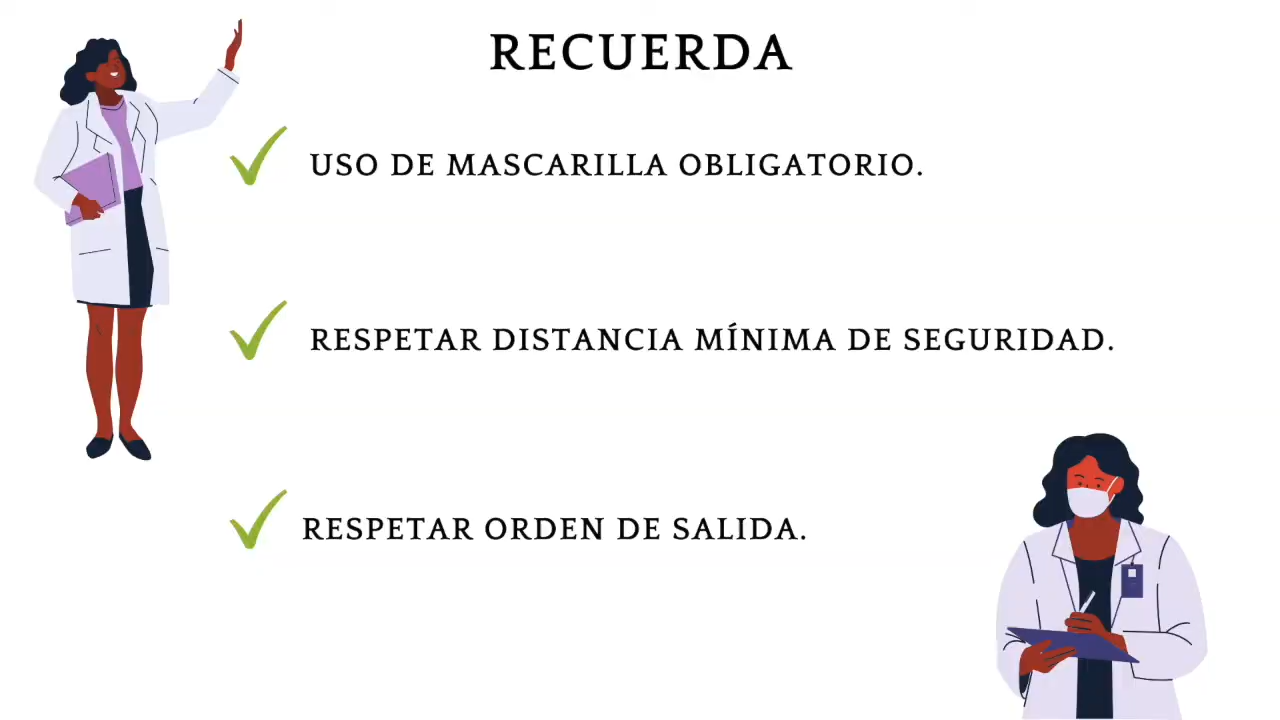 RECUERDA
USO DE MASCARILLA OBLIGATORIO.
RESPETAR DISTANCIA MÍNIMA DE SEGURIDAD.
RESPETAR ORDEN DE SALIDA.